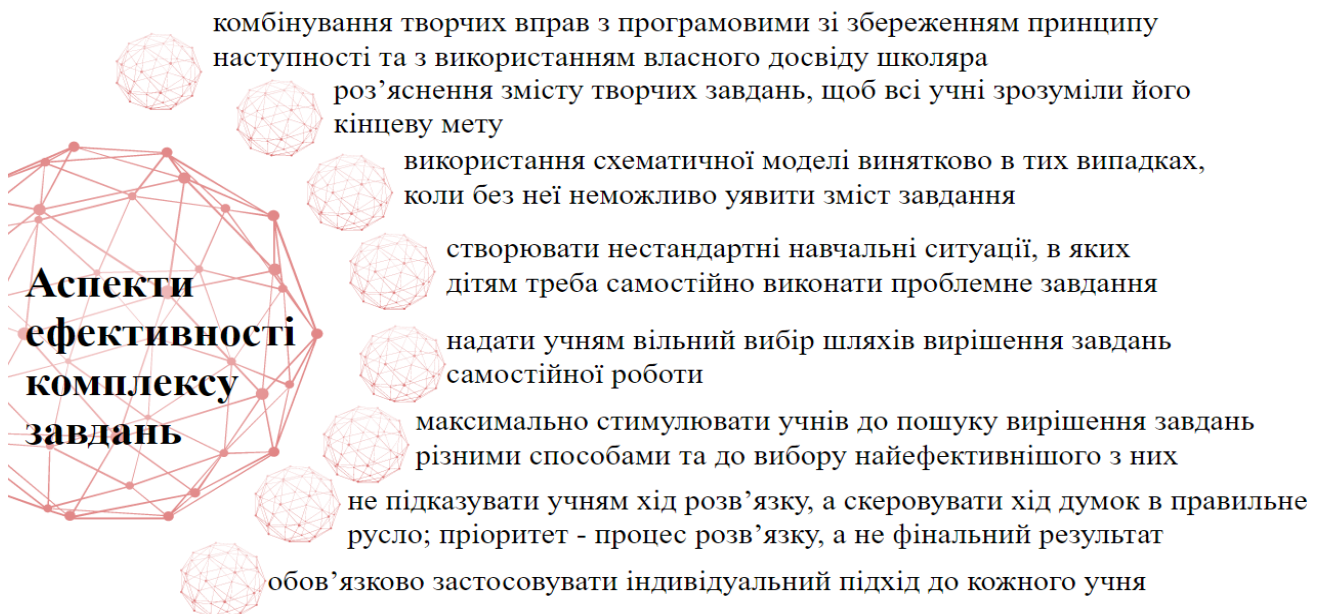 комбінування творчих вправ з програмовими зі збереженням принципу
наступності та з використанням власного досвіду школяра
роз’яснення змісту творчих завдань, щоб всі учні зрозуміли його
кінцеву мету
використання схематичної моделі винятково в тих випадках,
коли без неї неможливо уявити зміст завдання
створювати нестандартні навчальні ситуації, в яких
дітям треба самостійно виконати проблемне завдання
надати учням вільний вибір шляхів вирішення завдань
самостійної роботи
максимально стимулювати учнів до пошуку вирішення завдань
різними способами та до вибору найефективнішого з них
не підказувати учням хід розв’язку, а скеровувати хід думок в правильне
русло; пріоритет - процес розв’язку, а не фінальний результат
обов’язково застосовувати індивідуальний підхід до кожного учня
Аспекти
ефективності
комплексу
завдань